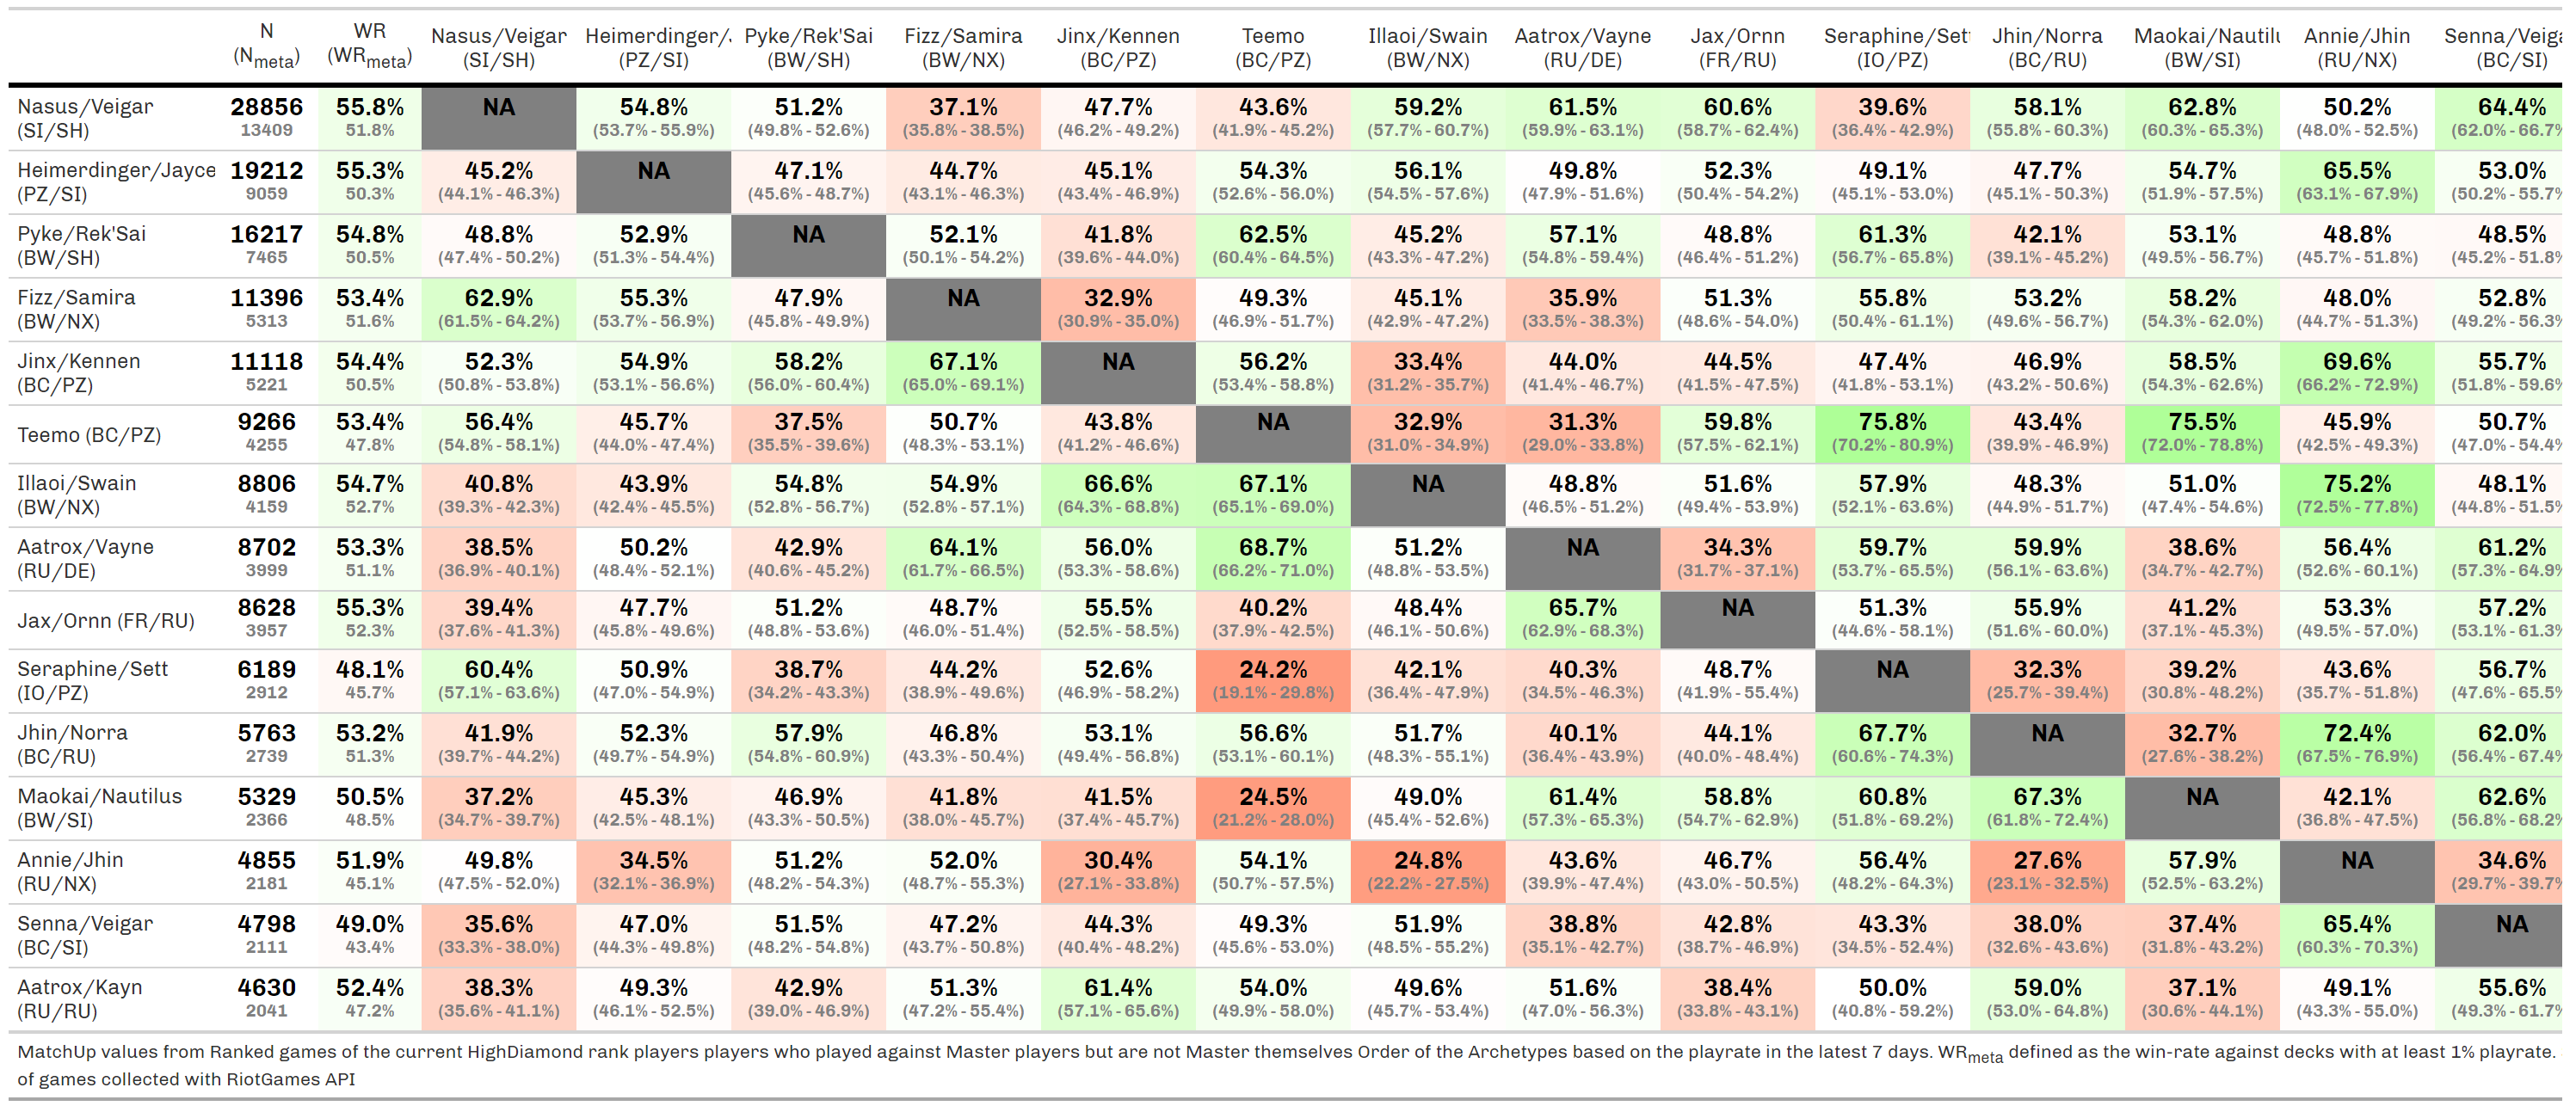 N WR Nasus/Veigar Heimerdinger/ Pyke/Rek'Sai Fizz/Samira Jinx/Kennen Teemo Illaoi/Swain Aatrox/Vayne Jax/Ornn Seraphine/Sett Jhin/Norra Maokai/Nautilu Annie/Jhin Senna/Veiga
(Nmeta) (WRmeta) (SI/SH) (PZ/SI) (BW/SH) (BW/NX) (BC/PZ) (BC/PZ) (BW/NX) (RU/DE) (FR/RU) (IO/PZ) (BC/RU) (BW/SI) (RU/NX) (BC/SI)
Nasus/Veigar 28856 55.8% NA 54.8% 51.2% 37.1% 47.7% 43.6% 59.2% 61.5% 60.6% 39.6% 58.1% 62.8% 50.2% 64.4%
(SI/SH) 13409 51.8% (53.7% - 55.9%) (49.8% - 52.6%) (35.8% - 38.5%) (46.2% - 49.2%) (41.9% - 45.2%) (57.7% - 60.7%) (59.9% - 63.1%) (58.7% - 62.4%) (36.4% - 42.9%) (55.8% - 60.3%) (60.3% - 65.3%) (48.0% - 52.5%) (62.0% - 66.7%
Heimerdinger/Jayce 19212 55.3% 45.2% NA 47.1% 44.7% 45.1% 54.3% 56.1% 49.8% 52.3% 49.1% 47.7% 54.7% 65.5% 53.0%
(PZ/SI) 9059 50.3% (44.1% - 46.3%) (45.6% - 48.7%) (43.1% - 46.3%) (43.4% - 46.9%) (52.6% - 56.0%) (54.5% - 57.6%) (47.9% - 51.6%) (50.4% - 54.2%) (45.1% - 53.0%) (45.1% - 50.3%) (51.9% - 57.5%) (63.1% - 67.9%) (50.2% - 55.7%
Pyke/Rek'Sai 16217 54.8% 48.8% 52.9% NA 52.1% 41.8% 62.5% 45.2% 57.1% 48.8% 61.3% 42.1% 53.1% 48.8% 48.5%
(BW/SH) 7465 50.5% (47.4% - 50.2%) (51.3% - 54.4%) (50.1% - 54.2%) (39.6% - 44.0%) (60.4% - 64.5%) (43.3% - 47.2%) (54.8% - 59.4%) (46.4% - 51.2%) (56.7% - 65.8%) (39.1% - 45.2%) (49.5% - 56.7%) (45.7% - 51.8%) (45.2% - 51.8%
Fizz/Samira 11396 53.4% 62.9% 55.3% 47.9% NA 32.9% 49.3% 45.1% 35.9% 51.3% 55.8% 53.2% 58.2% 48.0% 52.8%
(BW/NX) 5313 51.6% (61.5% - 64.2%) (53.7% - 56.9%) (45.8% - 49.9%) (30.9% - 35.0%) (46.9% - 51.7%) (42.9% - 47.2%) (33.5% - 38.3%) (48.6% - 54.0%) (50.4% - 61.1%) (49.6% - 56.7%) (54.3% - 62.0%) (44.7% - 51.3%) (49.2% - 56.3%
Jinx/Kennen 11118 54.4% 52.3% 54.9% 58.2% 67.1% NA 56.2% 33.4% 44.0% 44.5% 47.4% 46.9% 58.5% 69.6% 55.7%
(BC/PZ) 5221 50.5% (50.8% - 53.8%) (53.1% - 56.6%) (56.0% - 60.4%) (65.0% - 69.1%) (53.4% - 58.8%) (31.2% - 35.7%) (41.4% - 46.7%) (41.5% - 47.5%) (41.8% - 53.1%) (43.2% - 50.6%) (54.3% - 62.6%) (66.2% - 72.9%) (51.8% - 59.6%
Teemo (BC/PZ) 9266 53.4% 56.4% 45.7% 37.5% 50.7% 43.8% NA 32.9% 31.3% 59.8% 75.8% 43.4% 75.5% 45.9% 50.7%
4255 47.8% (54.8% - 58.1%) (44.0% - 47.4%) (35.5% - 39.6%) (48.3% - 53.1%) (41.2% - 46.6%) (31.0% - 34.9%) (29.0% - 33.8%) (57.5% - 62.1%) (70.2% - 80.9%) (39.9% - 46.9%) (72.0% - 78.8%) (42.5% - 49.3%) (47.0% - 54.4%
Illaoi/Swain 8806 54.7% 40.8% 43.9% 54.8% 54.9% 66.6% 67.1% NA 48.8% 51.6% 57.9% 48.3% 51.0% 75.2% 48.1%
(BW/NX) 4159 52.7% (39.3% - 42.3%) (42.4% - 45.5%) (52.8% - 56.7%) (52.8% - 57.1%) (64.3% - 68.8%) (65.1% - 69.0%) (46.5% - 51.2%) (49.4% - 53.9%) (52.1% - 63.6%) (44.9% - 51.7%) (47.4% - 54.6%) (72.5% - 77.8%) (44.8% - 51.5%
Aatrox/Vayne 8702 53.3% 38.5% 50.2% 42.9% 64.1% 56.0% 68.7% 51.2% NA 34.3% 59.7% 59.9% 38.6% 56.4% 61.2%
(RU/DE) 3999 51.1% (36.9% - 40.1%) (48.4% - 52.1%) (40.6% - 45.2%) (61.7% - 66.5%) (53.3% - 58.6%) (66.2% - 71.0%) (48.8% - 53.5%) (31.7% - 37.1%) (53.7% - 65.5%) (56.1% - 63.6%) (34.7% - 42.7%) (52.6% - 60.1%) (57.3% - 64.9%
Jax/Ornn (FR/RU) 8628 55.3% 39.4% 47.7% 51.2% 48.7% 55.5% 40.2% 48.4% 65.7% NA 51.3% 55.9% 41.2% 53.3% 57.2%
3957 52.3% (37.6% - 41.3%) (45.8% - 49.6%) (48.8% - 53.6%) (46.0% - 51.4%) (52.5% - 58.5%) (37.9% - 42.5%) (46.1% - 50.6%) (62.9% - 68.3%) (44.6% - 58.1%) (51.6% - 60.0%) (37.1% - 45.3%) (49.5% - 57.0%) (53.1% - 61.3%
Seraphine/Sett 6189 48.1% 60.4% 50.9% 38.7% 44.2% 52.6% 24.2% 42.1% 40.3% 48.7% NA 32.3% 39.2% 43.6% 56.7%
(IO/PZ) 2912 45.7% (57.1% - 63.6%) (47.0% - 54.9%) (34.2% - 43.3%) (38.9% - 49.6%) (46.9% - 58.2%) (19.1% - 29.8%) (36.4% - 47.9%) (34.5% - 46.3%) (41.9% - 55.4%) (25.7% - 39.4%) (30.8% - 48.2%) (35.7% - 51.8%) (47.6% - 65.5%
Jhin/Norra 5763 53.2% 41.9% 52.3% 57.9% 46.8% 53.1% 56.6% 51.7% 40.1% 44.1% 67.7% NA 32.7% 72.4% 62.0%
(BC/RU) 2739 51.3% (39.7% - 44.2%) (49.7% - 54.9%) (54.8% - 60.9%) (43.3% - 50.4%) (49.4% - 56.8%) (53.1% - 60.1%) (48.3% - 55.1%) (36.4% - 43.9%) (40.0% - 48.4%) (60.6% - 74.3%) (27.6% - 38.2%) (67.5% - 76.9%) (56.4% - 67.4%
Maokai/Nautilus 5329 50.5% 37.2% 45.3% 46.9% 41.8% 41.5% 24.5% 49.0% 61.4% 58.8% 60.8% 67.3% NA 42.1% 62.6%
(BW/SI) 2366 48.5% (34.7% - 39.7%) (42.5% - 48.1%) (43.3% - 50.5%) (38.0% - 45.7%) (37.4% - 45.7%) (21.2% - 28.0%) (45.4% - 52.6%) (57.3% - 65.3%) (54.7% - 62.9%) (51.8% - 69.2%) (61.8% - 72.4%) (36.8% - 47.5%) (56.8% - 68.2%
Annie/Jhin 4855 51.9% 49.8% 34.5% 51.2% 52.0% 30.4% 54.1% 24.8% 43.6% 46.7% 56.4% 27.6% 57.9% NA 34.6%
(RU/NX) 2181 45.1% (47.5% - 52.0%) (32.1% - 36.9%) (48.2% - 54.3%) (48.7% - 55.3%) (27.1% - 33.8%) (50.7% - 57.5%) (22.2% - 27.5%) (39.9% - 47.4%) (43.0% - 50.5%) (48.2% - 64.3%) (23.1% - 32.5%) (52.5% - 63.2%) (29.7% - 39.7%
Senna/Veigar 4798 49.0% 35.6% 47.0% 51.5% 47.2% 44.3% 49.3% 51.9% 38.8% 42.8% 43.3% 38.0% 37.4% 65.4% NA
(BC/SI) 2111 43.4% (33.3% - 38.0%) (44.3% - 49.8%) (48.2% - 54.8%) (43.7% - 50.8%) (40.4% - 48.2%) (45.6% - 53.0%) (48.5% - 55.2%) (35.1% - 42.7%) (38.7% - 46.9%) (34.5% - 52.4%) (32.6% - 43.6%) (31.8% - 43.2%) (60.3% - 70.3%)
Aatrox/Kayn 4630 52.4% 38.3% 49.3% 42.9% 51.3% 61.4% 54.0% 49.6% 51.6% 38.4% 50.0% 59.0% 37.1% 49.1% 55.6%
(RU/RU) 2041 47.2% (35.6% - 41.1%) (46.1% - 52.5%) (39.0% - 46.9%) (47.2% - 55.4%) (57.1% - 65.6%) (49.9% - 58.0%) (45.7% - 53.4%) (47.0% - 56.3%) (33.8% - 43.1%) (40.8% - 59.2%) (53.0% - 64.8%) (30.6% - 44.1%) (43.3% - 55.0%) (49.3% - 61.7%
MatchUp values from Ranked games of the current HighDiamond rank players players who played against Master players but are not Master themselves Order of the Archetypes based on the playrate in the latest 7 days. WRmeta defined as the win-rate against decks with at least 1% playrate.
of games collected with RiotGames API